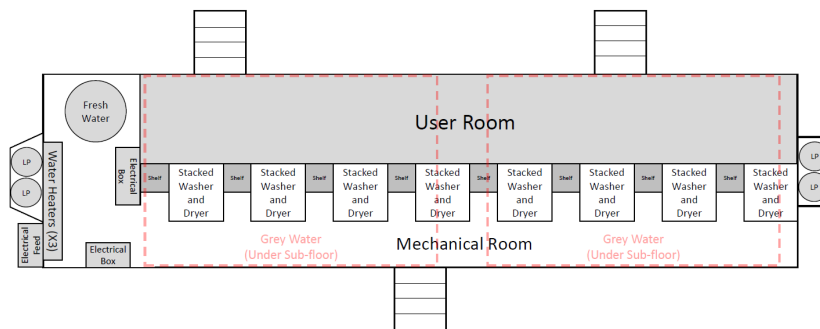 Fresh
Water
User Room
LP
LP
Water Heaters (X3)
Electrical
Box
Shelf
Stacked
Washer
and
Dryer
Shelf
Stacked
Washer
and
Dryer
Shelf
Stacked
Washer
and
Dryer
Shelf
Stacked
Washer
and
Dryer
Shelf
Stacked
Washer
and
Dryer
Shelf
Stacked
Washer
and
Dryer
Shelf
Stacked
Washer
and
Dryer
Shelf
Stacked
Washer
and
Dryer
LP
LP
Electrical
Feed
Electrical
Box
Grey Water
(Under Sub-floor)
Mechanical Room
Grey Water
(Under Sub-floor)